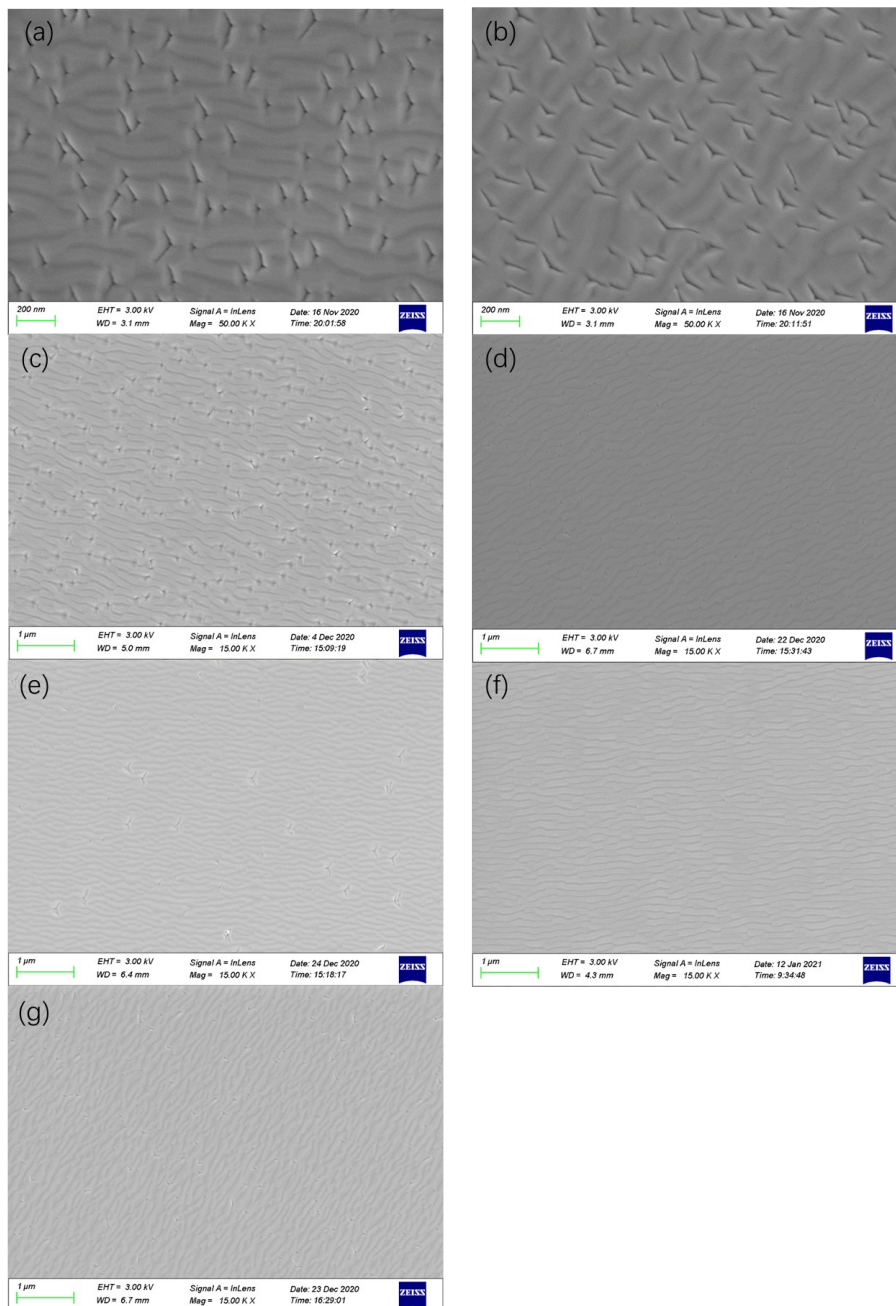 (a)
200 nm
EHT = 3.00 kV
WD = 3.1 mm
Signal A = InLens
Mag = 50.00 K X
Date: 16 Nov 2020
Time: 20:01:58
ZEISS
(b)
200 nm
EHT = 3.00 kV
WD = 3.1 mm
Signal A = InLens
Mag = 50.00 K X
Date: 16 Nov 2020
Time: 20:11:51
ZEISS
(c)
1 µm
EHT = 3.00 kV
WD = 5.0 mm
Signal A = InLens
Mag = 15.00 K X
Date: 4 Dec 2020
Time: 15:09:19
ZEISS
(d)
1 µm
EHT = 3.00 kV
WD = 6.7 mm
Signal A = InLens
Mag = 15.00 K X
Date: 22 Dec 2020
Time: 15:31:43
ZEISS
(e)
1 µm
EHT = 3.00 kV
WD = 6.4 mm
Signal A = InLens
Mag = 15.00 K X
Date: 24 Dec 2020
Time: 15:18:17
ZEISS
(f)
1 µm
EHT = 3.00 kV
WD = 4.3 mm
Signal A = InLens
Mag = 15.00 K X
Date: 12 Jan 2021
Time: 9:34:48
ZEISS
(g)
1 µm
EHT = 3.00 kV
WD = 6.7 mm
Signal A = InLens
Mag = 15.00 K X
Date: 23 Dec 2020
Time: 16:29:01
ZEISS